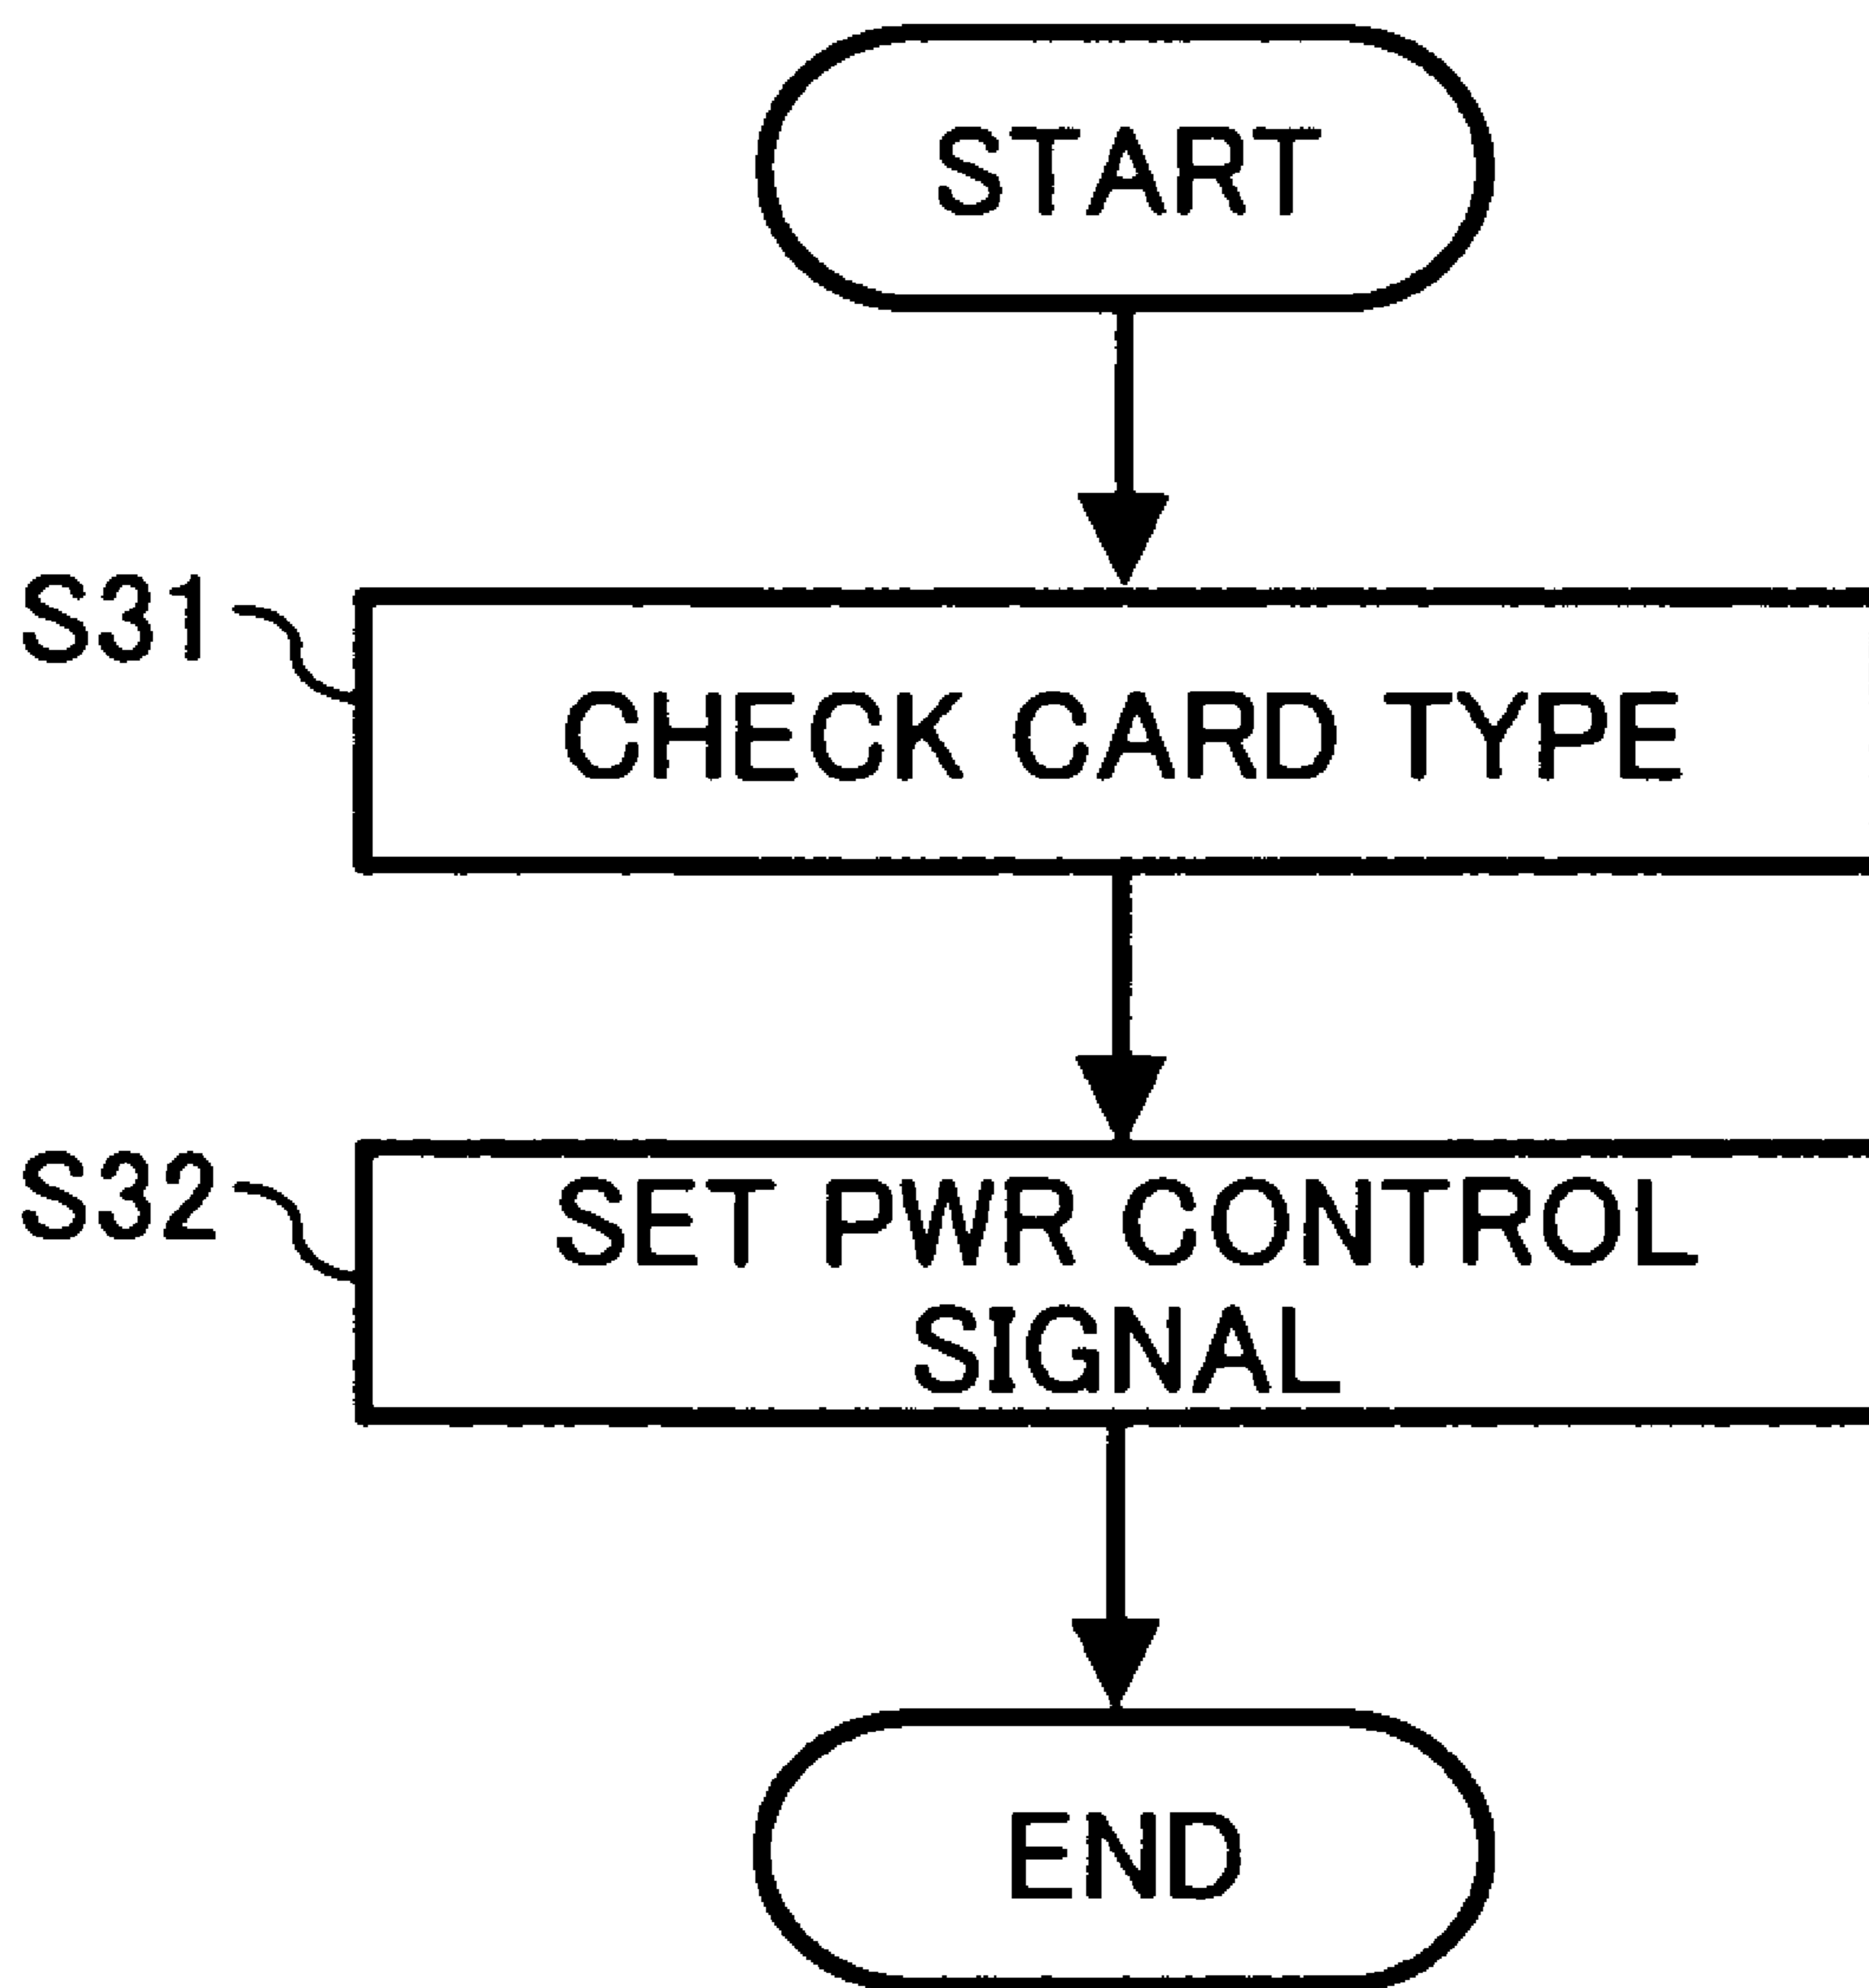 START
S31
CHECK CARD TYPE
S32
SET PWR CONTROL
SIGNAL
END